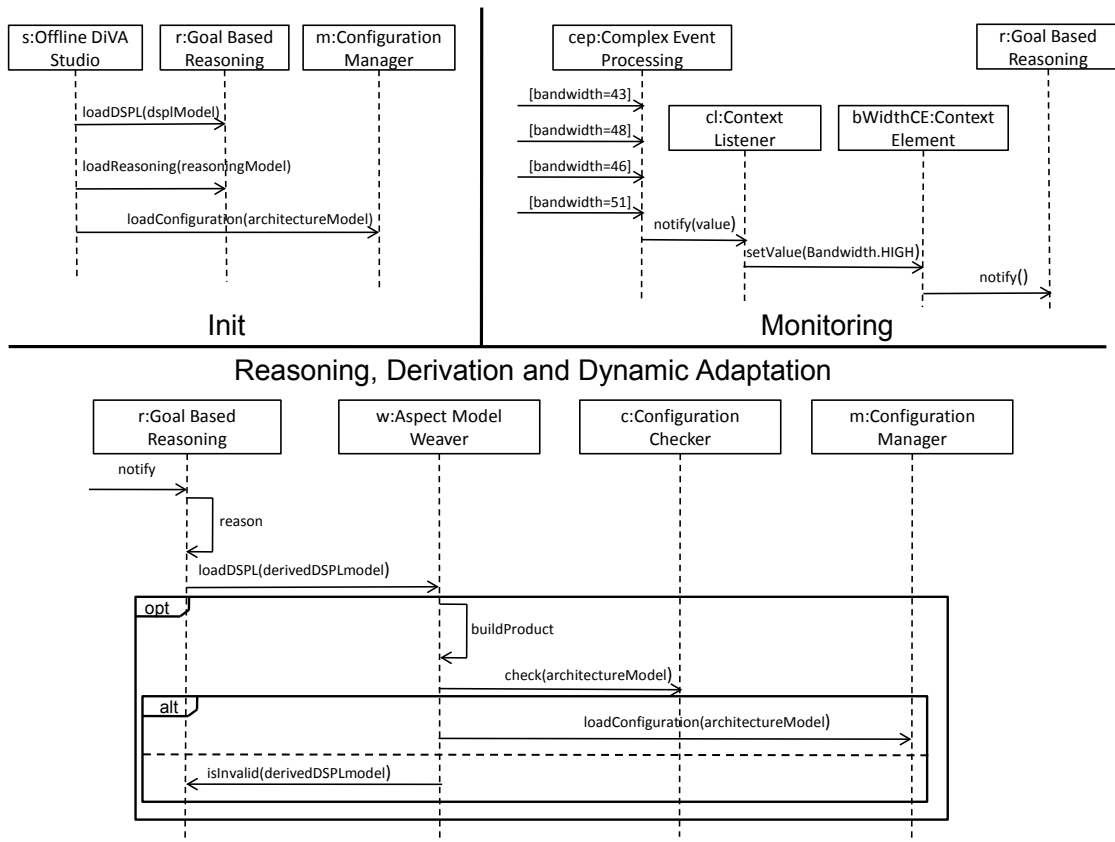 s:Offline DiVA
Studio
r:Goal Based
Reasoning
m:Configuration
Manager
loadDSPL(dsplModel)
loadReasoning(reasoningModel)
loadConfiguration(architectureModel)
Init
cep:Complex Event
Processing
r:Goal Based
Reasoning
[bandwidth=43]
cl:Context
Listener
bWidthCE:Context
Element
[bandwidth=48]
[bandwidth=46]
[bandwidth=51]
notify(value)
setValue(Bandwidth.HIGH)
notify()
Monitoring
Reasoning, Derivation and Dynamic Adaptation
r:Goal Based
Reasoning
w:Aspect Model
Weaver
c:Configuration
Checker
m:Configuration
Manager
notify
reason
loadDSPL(derivedDSPLmodel)
opt
buildProduct
check(architectureModel)
alt
loadConfiguration(architectureModel)
isInvalid(derivedDSPLmodel)